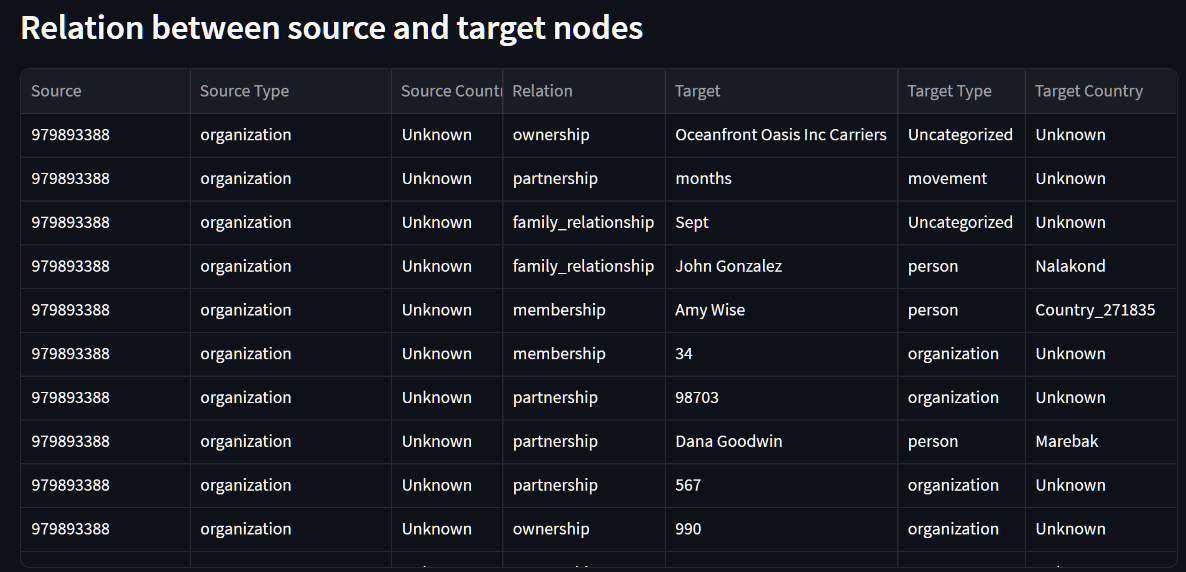 Relation between source and target nodes
Source Source Type Source Count Relation Target Target Type Target Country
979893388 organization Unknown ownership Oceanfront Oasis Inc Carriers Uncategorized Unknown
979893388 organization Unknown partnership months movement Unknown
979893388 organization Unknown family_relationship Sept Uncategorized Unknown
979893388 organization Unknown family_relationship John Gonzalez person Nalakond
979893388 organization Unknown membership Amy Wise person Country_271835
979893388 organization Unknown membership 34 organization Unknown
979893388 organization Unknown partnership 98703 organization Unknown
979893388 organization Unknown partnership Dana Goodwin person Marebak
979893388 organization Unknown partnership 567 organization Unknown
979893388 organization Unknown ownership 990 organization Unknown